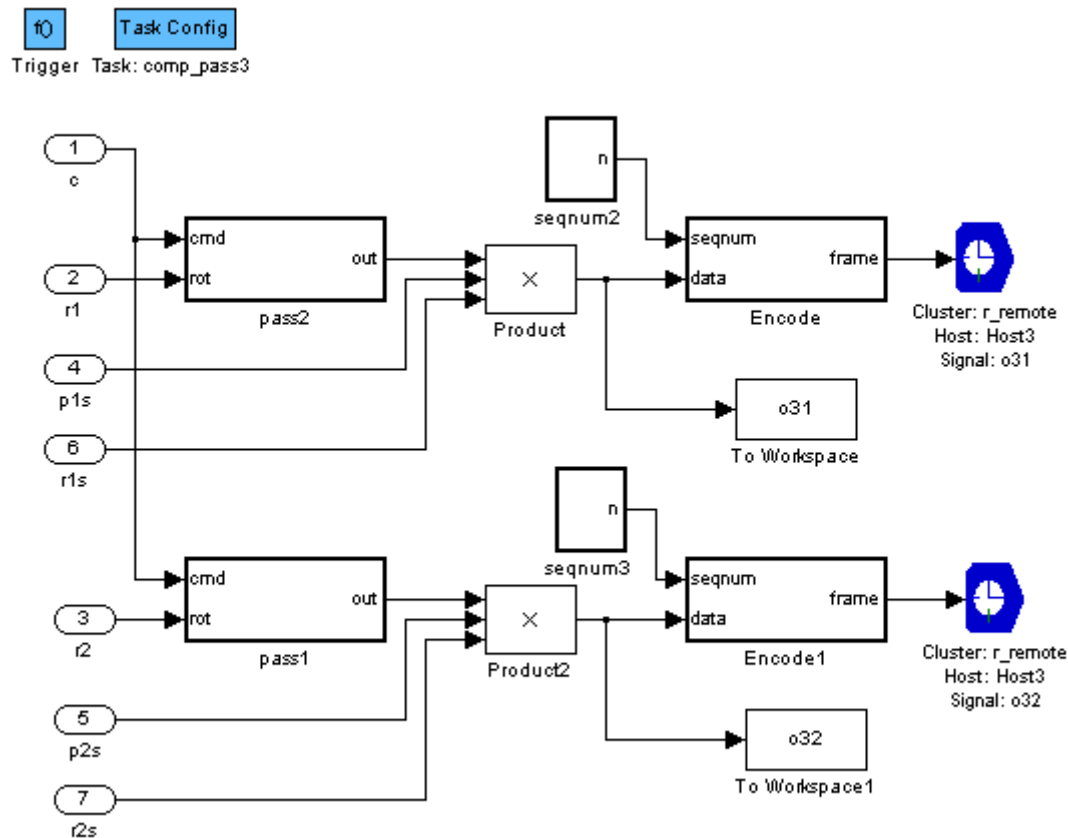 f()
Task Config
Trigger
Task: comp_pass3
1
c
n
seqnum2
cmd
rot
out
pass2
2
r1
×
Product
seqnum
data
frame
Encode
Cluster: r_remote
Host: Host3
Signal: o31
4
p1s
6
r1s
o31
To Workspace
n
seqnum3
cmd
rot
out
pass1
3
r2
×
Product2
seqnum
data
frame
Encode1
Cluster: r_remote
Host: Host3
Signal: o32
5
p2s
o32
To Workspace1
7
r2s